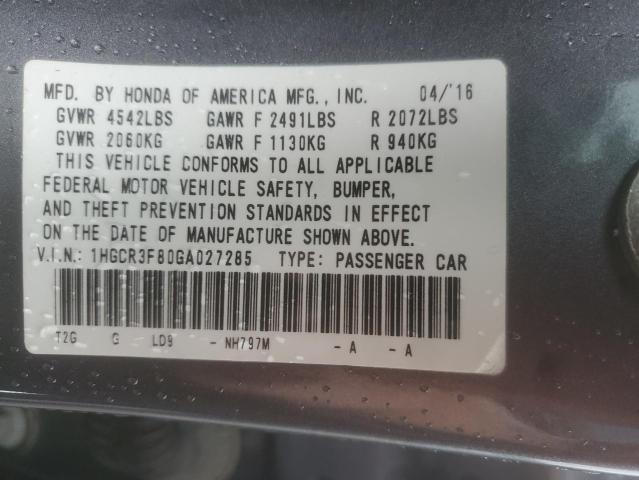 MFD. BY HONDA OF AMERICA MFG., INC. 04/'16
GVWR 4542LBS GAWR F 2491LBS R 2072LBS
GVWR 2060KG GAWR F 1130KG R 940KG
THIS VEHICLE CONFORMS TO ALL APPLICABLE
FEDERAL MOTOR VEHICLE SAFETY, BUMPER,
AND THEFT PREVENTION STANDARDS IN EFFECT
ON THE DATE OF MANUFACTURE SHOWN ABOVE.
V.I.N.: 1HGCR3F80GA027285 TYPE: PASSENGER CAR
T2G G LD9 - NH797M - A - A